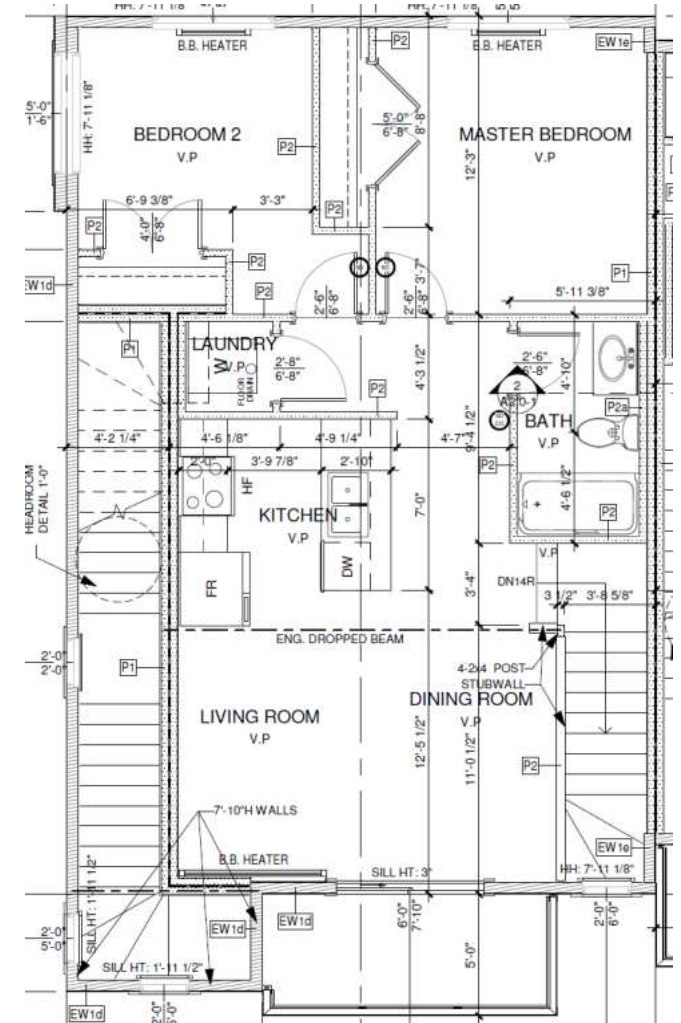 HH: 7'-11 1/8"
HH: 7'-11 1/8"
B.B. HEATER
P2
B.B. HEATER
EW1e
5'-0"
1'-6"
HH: 7'-11 1/8"
5'-0"
6'-8"
8'-8"
BEDROOM 2
V.P
P2
MASTER BEDROOM
V.P
12'-3"
6'-9 3/8"
3'-3"
P2
4'-0"
6'-8"
P2
P2
P2
EW1d
3'-7"
P1
5'-11 3/8"
2'-6"
6'-8"
2'-6"
6'-8"
P1
LAUNDRY
V.P
W
FLOOR
DRAIN
2'-8"
6'-8"
P2
4'-3 1/2"
2'-6"
6'-8"
4'-10"
2
A2.0-1
P2a
BATH
V.P
9'-4 1/2"
4'-2 1/4"
4'-6 1/8"
4'-9 1/4"
4'-7"
2'-0"
3'-9 7/8"
2'-10"
P2
HEADROOM
DETAIL 1'-0"
HF
KITCHEN
V.P
7'-0"
4'-6 1/2"
P2
V.P
DW
FR
DN14R
3'-4"
3 1/2"
3'-8 5/8"
ENG. DROPPED BEAM
2'-0"
2'-0"
P1
4-2x4 POST
STUBWALL
LIVING ROOM
V.P
DINING ROOM
V.P
12'-5 1/2"
11'-0 1/2"
P2
7'-10"H WALLS
B.B. HEATER
SILL HT: 3"
EW1e
HH: 7'-11 1/8"
SILL HT: 1'-11 1/2"
EW1d
EW1d
6'-0"
7'-10"
2'-0"
6'-0"
2'-0"
5'-0"
SILL HT: 1'-11 1/2"
5'-0"
EW1d